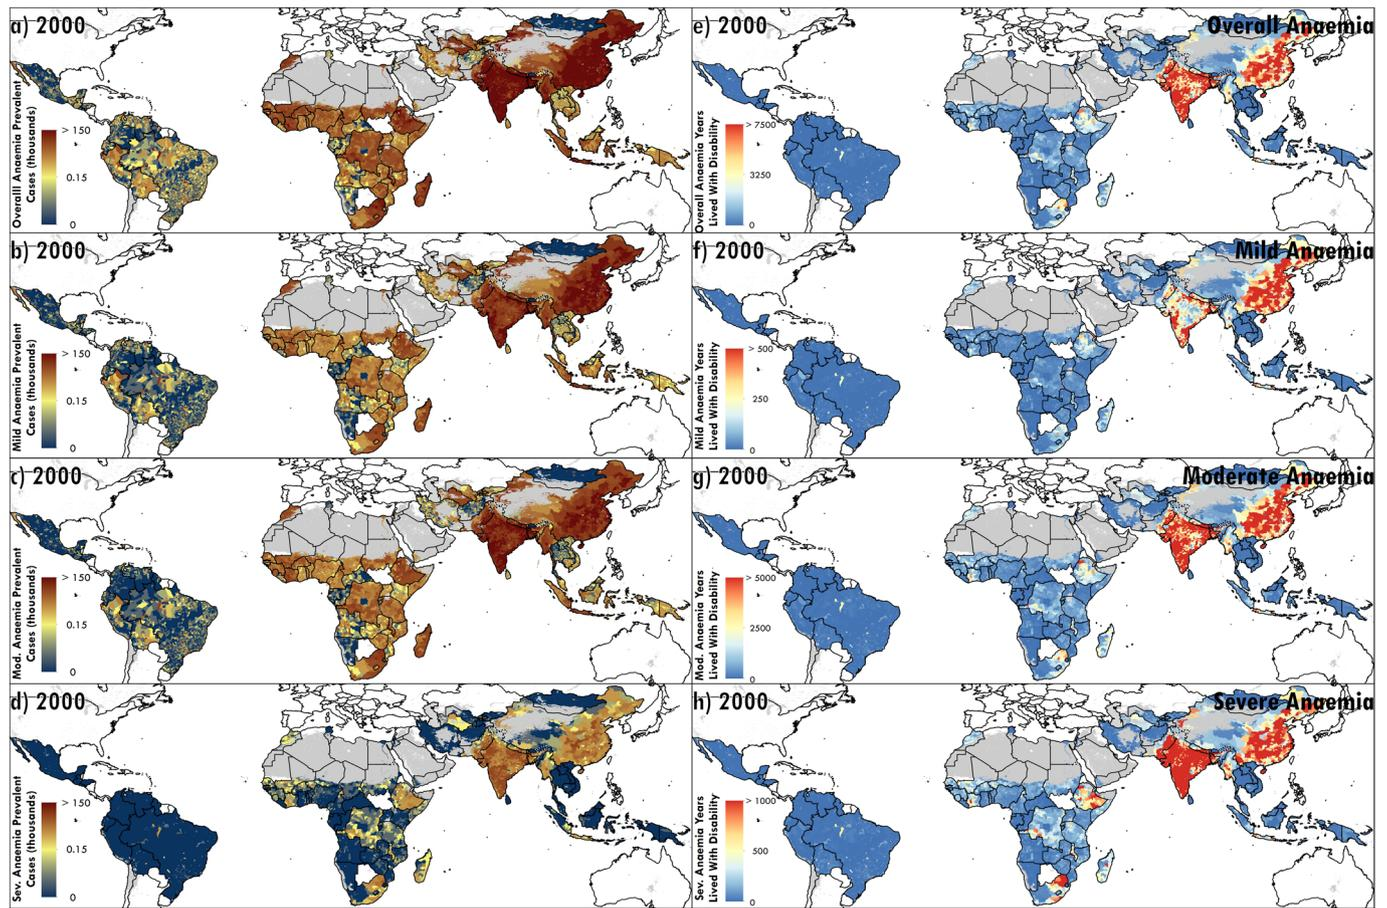 a) 2000
Overalll Anaemia Prevalent
Cases (thousands)
> 150
0.15
0
e) 2000
Overall Anaemia
Overall Anaemia Years
Lived With Disability
> 7500
3250
0
b) 2000
Mild Anaemia Prevalent
Cases (thousands)
> 150
0.15
0
f) 2000
Mild Anaemia
Mild Anaemia Years
Lived With Disability
> 500
250
0
c) 2000
Mod. Anaemia Prevalent
Cases (thousands)
> 150
0.15
0
g) 2000
Moderate Anaemia
Mod. Anaemia Years
Lived With Disability
> 5000
2500
0
d) 2000
Sev. Anaemia Prevalent
Cases (thousands)
> 150
0.15
0
h) 2000
Severe Anaemia
Sev. Anaemia Years
Lived With Disability
> 1000
500
0